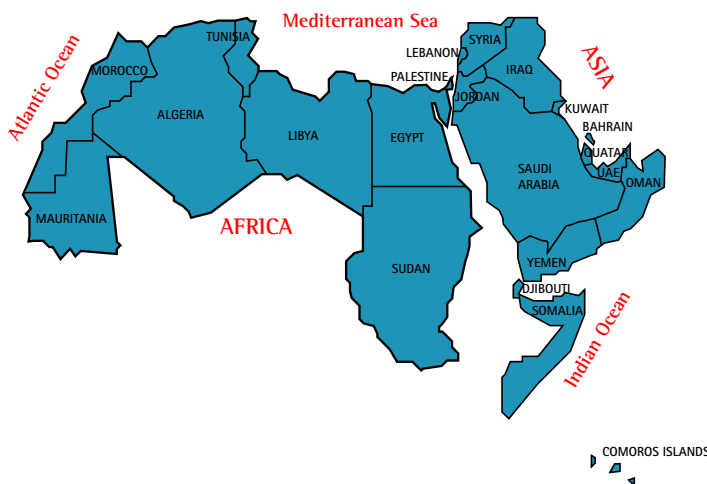 Mediterranean Sea
Atlantic Ocean
ASIA
TUNISIA
SYRIA
LEBANON
MOROCCO
IRAQ
PALESTINE
JORDAN
KUWAIT
ALGERIA
BAHRAIN
LIBYA
EGYPT
QUATAR
SAUDI
ARABIA
UAE
OMAN
MAURITANIA
AFRICA
YEMEN
SUDAN
DJIBOUTI
SOMALIA
Indian Ocean
COMOROS ISLANDS